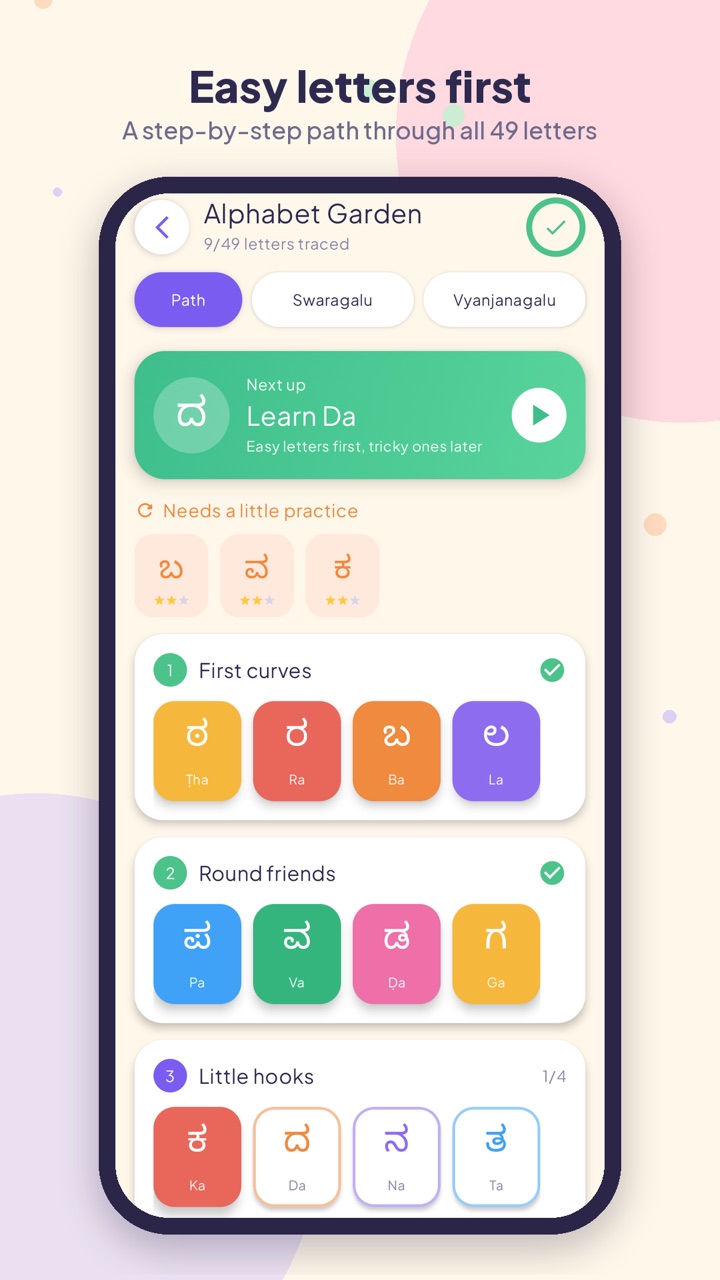 Easy letters first
A step-by-step path through all 49 letters
Alphabet Garden
9/49 letters traced
Path Swaragalu Vyanjanagalu
ದ
Next up
Learn Da
Easy letters first, tricky ones later
Needs a little practice
ಬ ವ ಕ
1 First curves
ಠ ರ ಬ ಲ
Ṭha Ra Ba La
2 Round friends
ಪ ವ ಡ ಗ
Pa Va Ḍa Ga
3 Little hooks 1/4
ಕ ದ ನ ತ
Ka Da Na Ta